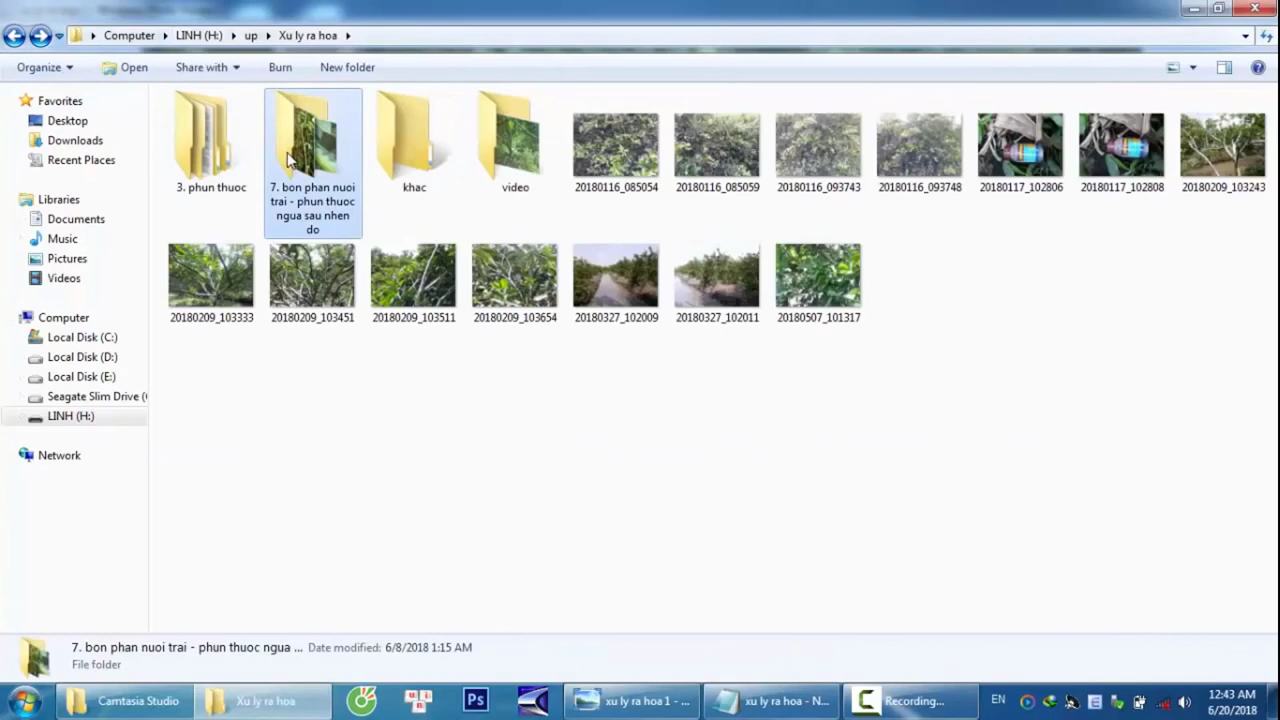 Computer LINH (H:) up Xu ly ra hoa
Organize Open Share with Burn New folder
Favorites
Desktop
Downloads
Recent Places
Libraries
Documents
Music
Pictures
Videos
Computer
Local Disk (C:)
Local Disk (D:)
Local Disk (E:)
Seagate Slim Drive (
LINH (H:)
Network
3. phun thuoc
7. bon phan nuoi
trai - phun thuoc
ngua sau nhen
do
khac
video
20180116_085054
20180116_085059
20180116_093743
20180116_093748
20180117_102806
20180117_102808
20180209_103243
20180209_103333
20180209_103451
20180209_103511
20180209_103654
20180327_102009
20180327_102011
20180507_101317
7. bon phan nuoi trai - phun thuoc ngua ... Date modified: 6/8/2018 1:15 AM
File folder
Camtasia Studio
Xu ly ra hoa
Ps
xu ly ra hoa 1 - ...
xu ly ra hoa - N...
Recording...
EN
12:43 AM
6/20/2018